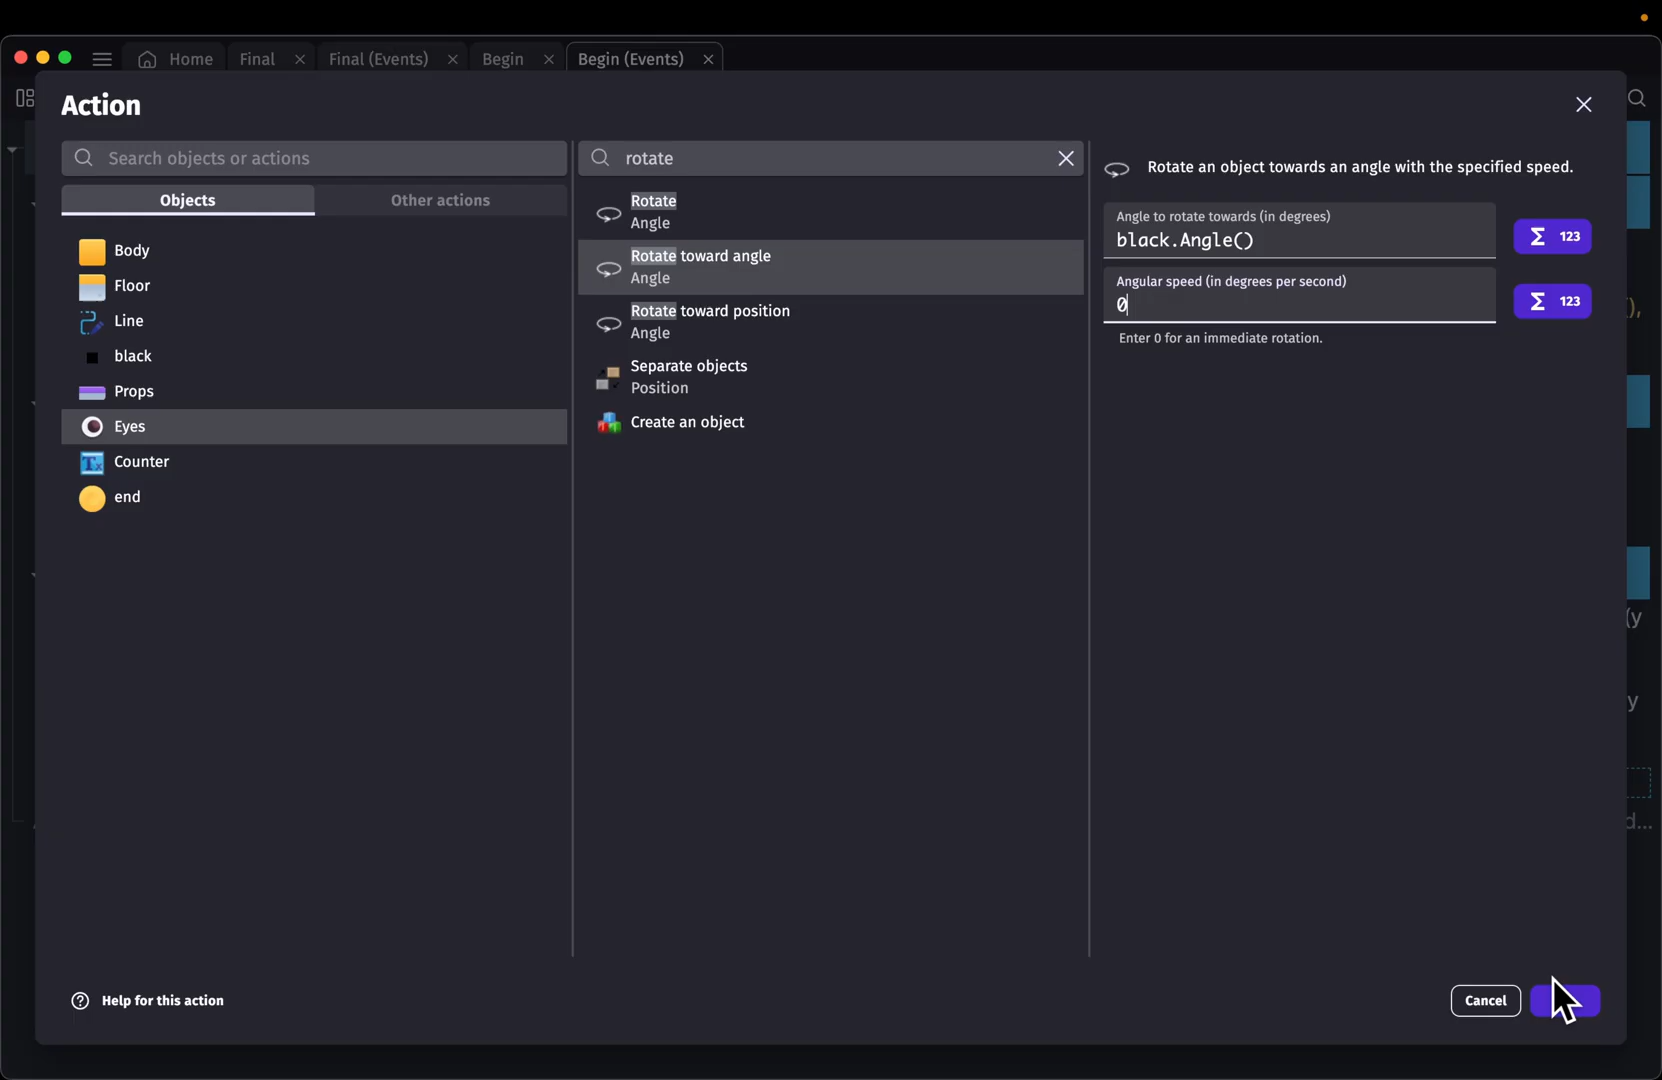 Home
Final
Final (Events)
Begin
Begin (Events)
Action
Search objects or actions
Objects
Other actions
Body
Floor
Line
black
Props
Eyes
Counter
end
rotate
Rotate
Angle
Rotate toward angle
Angle
Rotate toward position
Angle
Separate objects
Position
Create an object
Rotate an object towards an angle with the specified speed.
Angle to rotate towards (in degrees)
black.Angle()
Σ 123
Angular speed (in degrees per second)
0
Σ 123
Enter 0 for an immediate rotation.
),
(y
y
d...
Help for this action
Cancel